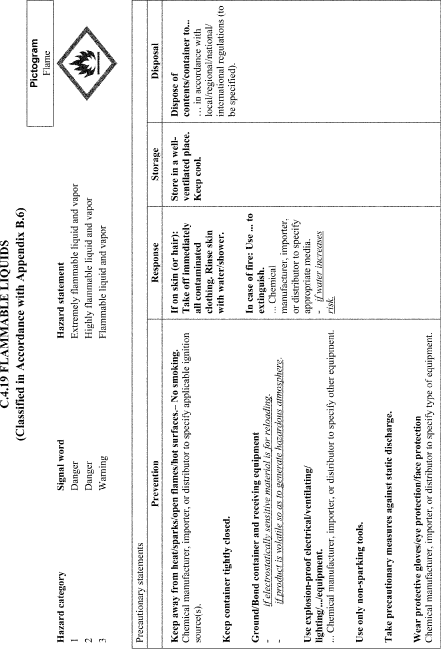 C.4.19 FLAMMABLE LIQUIDS
(Classified in Accordance with Appendix B.6)
Pictogram
Flame
Hazard category Signal word Hazard statement
1 Danger Extremely flammable liquid and vapor
2 Danger Highly flammable liquid and vapor
3 Warning Flammable liquid and vapor
Precautionary statements
Prevention Response Storage Disposal
Keep away from heat/sparks/open flames/hot surfaces.– No smoking.
Chemical manufacturer, importer, or distributor to specify applicable ignition
source(s).
Keep container tightly closed.
Ground/Bond container and receiving equipment
- if electrostatically sensitive material is for reloading.
- if product is volatile so as to generate hazardous atmosphere.
Use explosion-proof electrical/ventilating/
lighting/.../equipment.
... Chemical manufacturer, importer, or distributor to specify other equipment.
Use only non-sparking tools.
Take precautionary measures against static discharge.
Wear protective gloves/eye protection/face protection
Chemical manufacturer, importer, or distributor to specify type of equipment.
If on skin (or hair):
Take off immediately
all contaminated
clothing. Rinse skin
with water/shower.
In case of fire: Use ... to
extinguish.
... Chemical
manufacturer, importer,
or distributor to specify
appropriate media.
- if water increases
risk.
Store in a well-
ventilated place.
Keep cool.
Dispose of
contents/container to...
... in accordance with
local/regional/national/
international regulations (to
be specified).